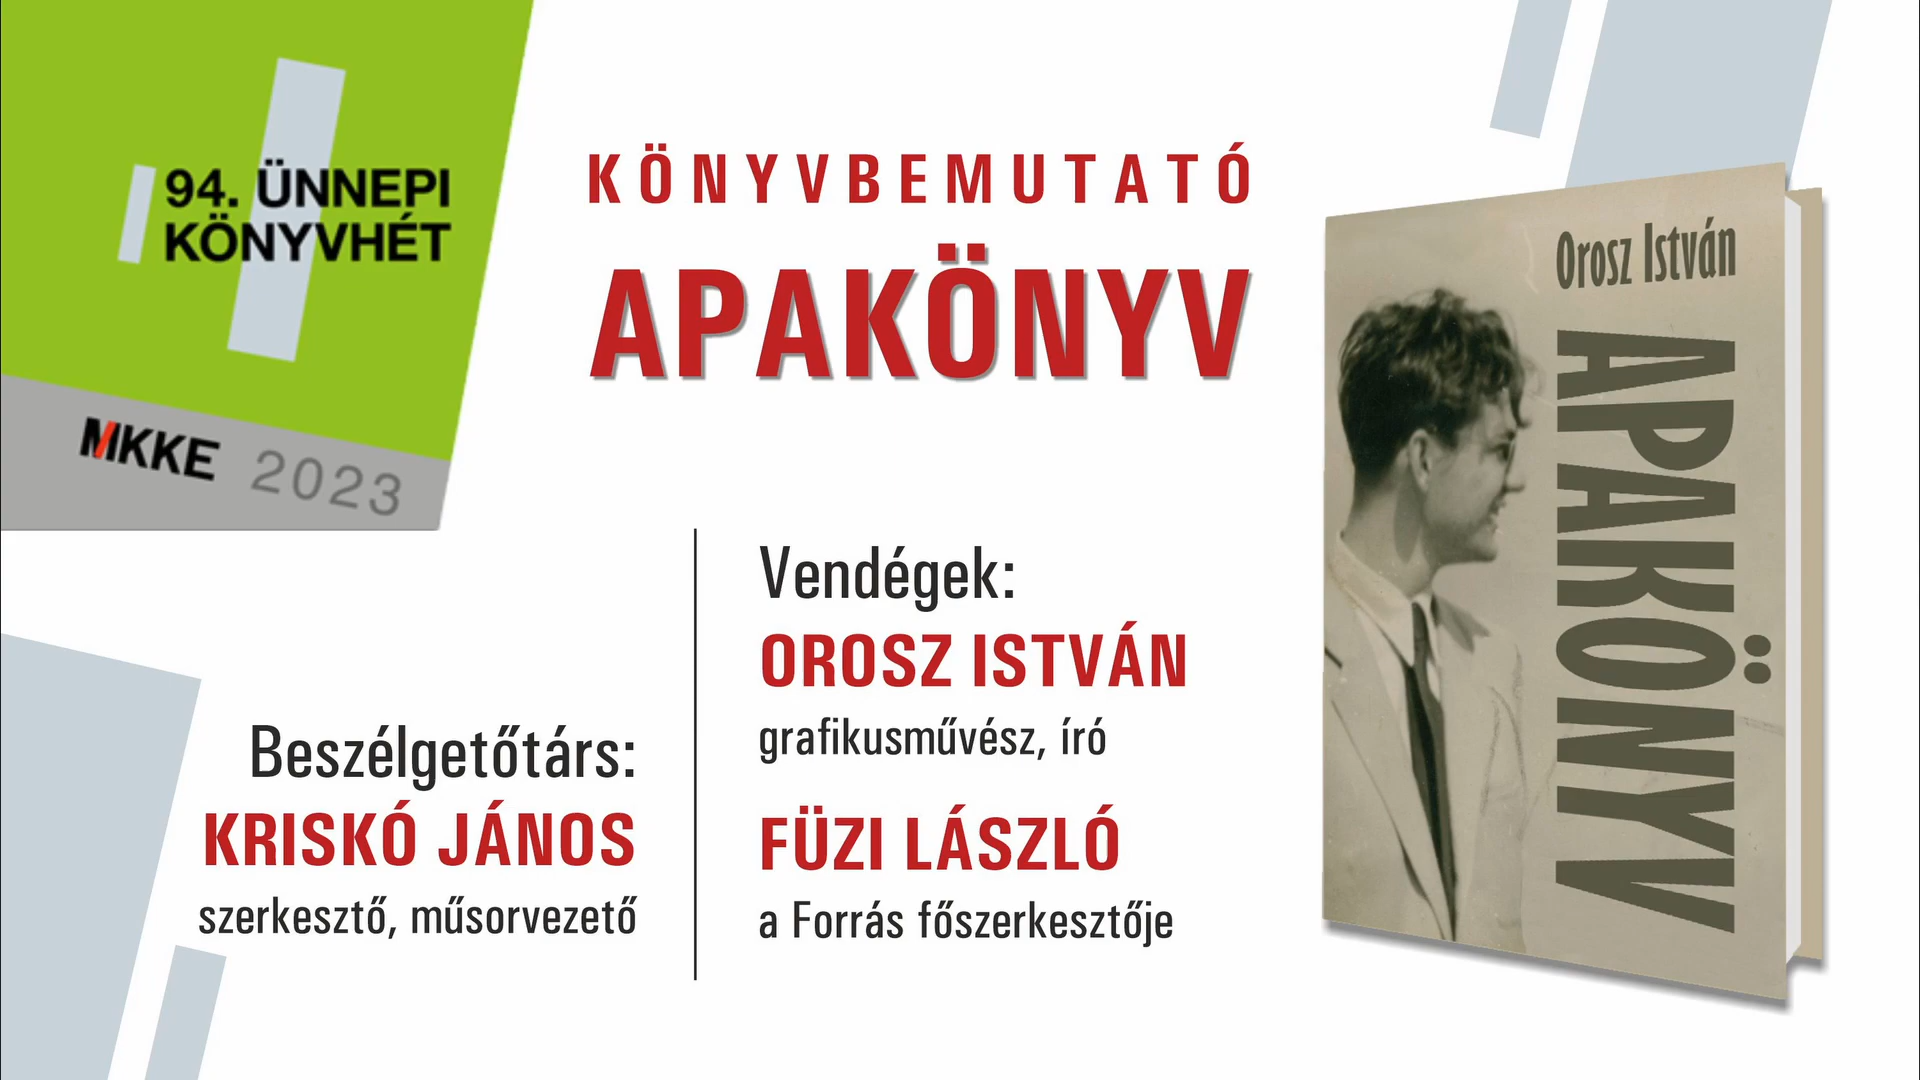 94. ÜNNEPI
KÖNYVHÉT
MKKE 2023
KÖNYVBEMUTATÓ
APAKÖNYV
Beszélgetőtárs:
KRISKÓ JÁNOS
szerkesztő, műsorvezető
Vendégek:
OROSZ ISTVÁN
grafikusművész, író
FÜZI LÁSZLÓ
a Forrás főszerkesztője
Orosz István
APAKÖNYV